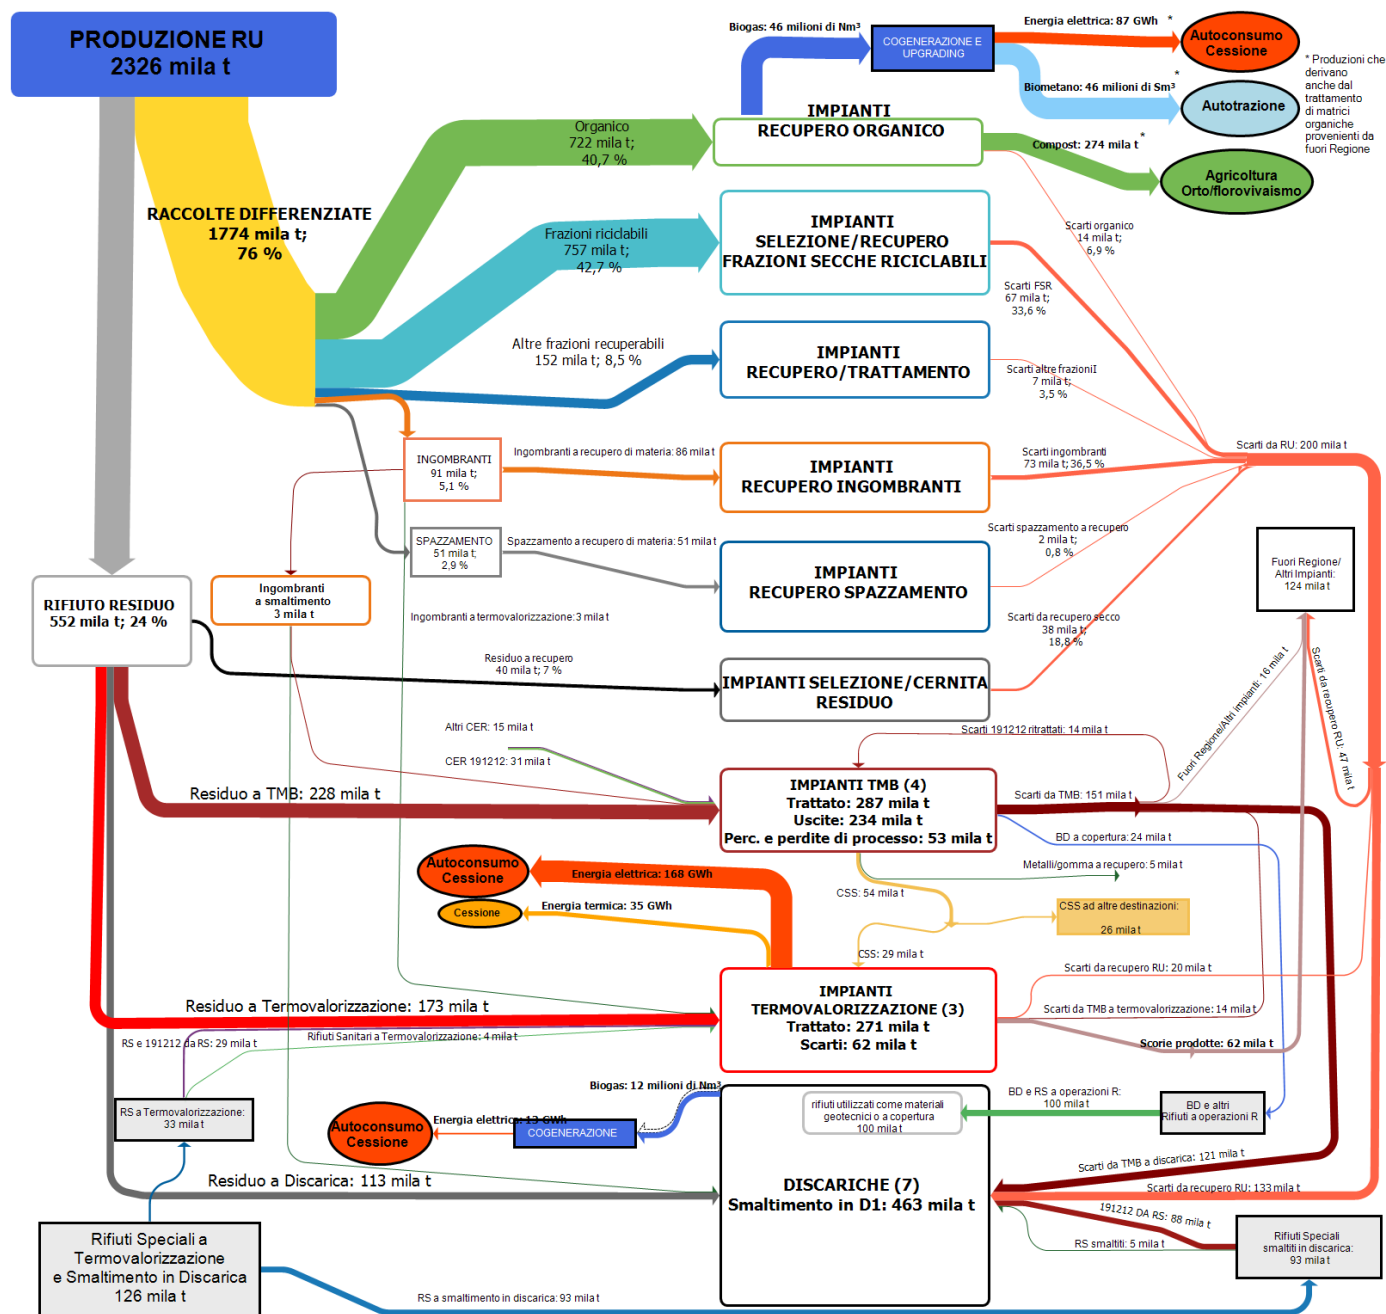 PRODUZIONE RU
2326 mila t
Biogas: 46 milioni di Nm³
COGENERAZIONE E
UPGRADING
Energia elettrica: 87 GWh *
Autoconsumo
Cessione
* Produzioni che
derivano
anche dal
trattamento
di matrici
organiche
provenienti da
fuori Regione
Biometano: 46 milioni di Sm³ *
Autotrazione
IMPIANTI
RECUPERO ORGANICO
Compost: 274 mila t *
Agricoltura
Orto/florovivaismo
Organico
722 mila t;
40,7 %
RACCOLTE DIFFERENZIATE
1774 mila t;
76 %
Frazioni riciclabili
757 mila t;
42,7 %
IMPIANTI
SELEZIONE/RECUPERO
FRAZIONI SECCHE RICICLABILI
Scarti organico
14 mila t;
6,9 %
Scarti FSR
67 mila t;
33,6 %
Altre frazioni recuperabili
152 mila t; 8,5 %
IMPIANTI
RECUPERO/TRATTAMENTO
Scarti altre frazionI
7 mila t;
3,5 %
INGOMBRANTI
91 mila t;
5,1 %
Ingombranti a recupero di materia: 86 mila t
IMPIANTI
RECUPERO INGOMBRANTI
Scarti ingombranti
73 mila t;36,5 %
Scarti da RU: 200 mila t
SPAZZAMENTO
51 mila t;
2,9 %
Spazzamento a recupero di materia: 51 mila t
IMPIANTI
RECUPERO SPAZZAMENTO
Scarti spazzamento a recupero
2 mila t;
0,8 %
Fuori Regione/
Altri Impianti:
124 mila t
RIFIUTO RESIDUO
552 mila t; 24 %
Ingombranti
a smaltimento
3 mila t
Ingombranti a termovalorizzazione: 3 mila t
Scarti da recupero secco
38 mila t;
18,8 %
Residuo a recupero
40 mila t; 7 %
IMPIANTI SELEZIONE/CERNITA
RESIDUO
Fuori Regione/Altri impianti: 16 mila t
Scarti da recupero RU: 47 mila t
Altri CER: 15 mila t
CER 191212: 31 mila t
Scarti 191212 ritrattati: 14 mila t
Residuo a TMB: 228 mila t
IMPIANTI TMB (4)
Trattato: 287 mila t
Uscite: 234 mila t
Perc. e perdite di processo: 53 mila t
Scarti da TMB: 151 mila t
BD a copertura: 24 mila t
Metalli/gomma a recupero: 5 mila t
Autoconsumo
Cessione
Energia elettrica: 168 GWh
Cessione
Energia termica: 35 GWh
CSS: 54 mila t
CSS ad altre destinazioni:
26 mila t
CSS: 29 mila t
Scarti da recupero RU: 20 mila t
Residuo a Termovalorizzazione: 173 mila t
IMPIANTI
TERMOVALORIZZAZIONE (3)
Trattato: 271 mila t
Scarti: 62 mila t
Scarti da TMB a termovalorizzazione: 14 mila t
Scorie prodotte: 62 mila t
RS e 191212 da RS: 29 mila t
Rifiuti Sanitari a Termovalorizzazione: 4 mila t
RS a Termovalorizzazione:
33 mila t
Biogas: 12 milioni di Nm³
Autoconsumo
Cessione
Energia elettrica: 13 GWh
COGENERAZIONE
rifiuti utilizzati come materiali
geotecnici o a copertura
100 mila t
BD e RS a operazioni R:
100 mila t
BD e altri
Rifiuti a operazioni R
Residuo a Discarica: 113 mila t
DISCARICHE (7)
Smaltimento in D1: 463 mila t
Scarti da TMB a discarica: 121 mila t
Scarti da recupero RU: 133 mila t
191212 DA RS: 88 mila t
RS smaltiti: 5 mila t
Rifiuti Speciali
smaltiti in discarica:
93 mila t
Rifiuti Speciali a
Termovalorizzazione
e Smaltimento in Discarica
126 mila t
RS a smaltimento in discarica: 93 mila t